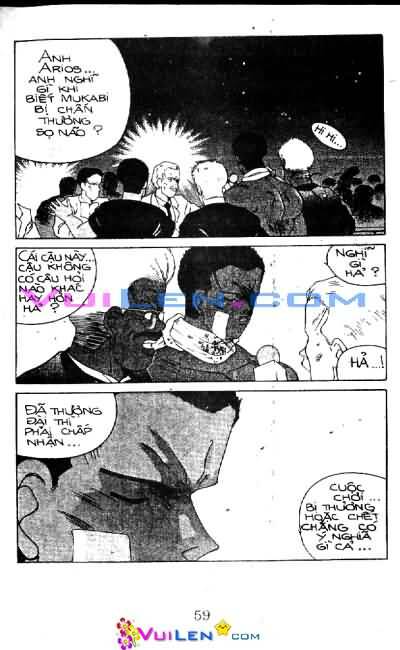 ANH
ARIOS...
ANH NGHĨ
GÌ KHI
BIẾT MUKABI
BỊ CHẤN
THƯƠNG
SỌ NÃO ?
HI HI...
CÁI CẬU NÀY...
CẬU KHÔNG
CÓ CÂU HỎI
NÀO KHÁC
HAY HƠN
HẢ ?
NGHĨ
GÌ
HẢ ?
HẢ...!
VUILEN.COM
ĐÃ THƯỢNG
ĐÀI THÌ
PHẢI CHẤP
NHẬN...
CUỘC
CHƠI...
BỊ THƯƠNG
HOẶC CHẾT
CHẲNG CÓ
Ý NGHĨA
GÌ CẢ...
59
VUILEN.COM